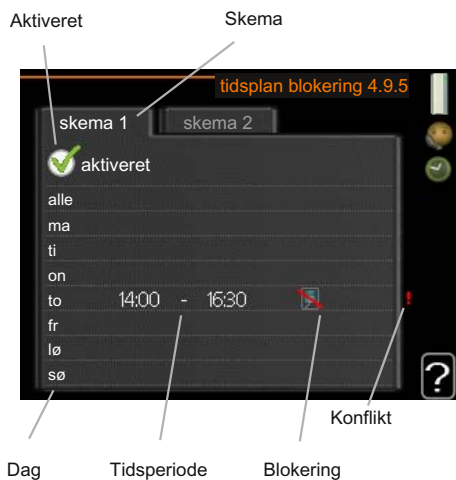 Aktiveret
Skema
tidsplan blokering 4.9.5
skema 1
skema 2
aktiveret
alle
ma
ti
on
to 14:00 - 16:30 !
fr
lø
sø
?
Konflikt
Dag
Tidsperiode
Blokering